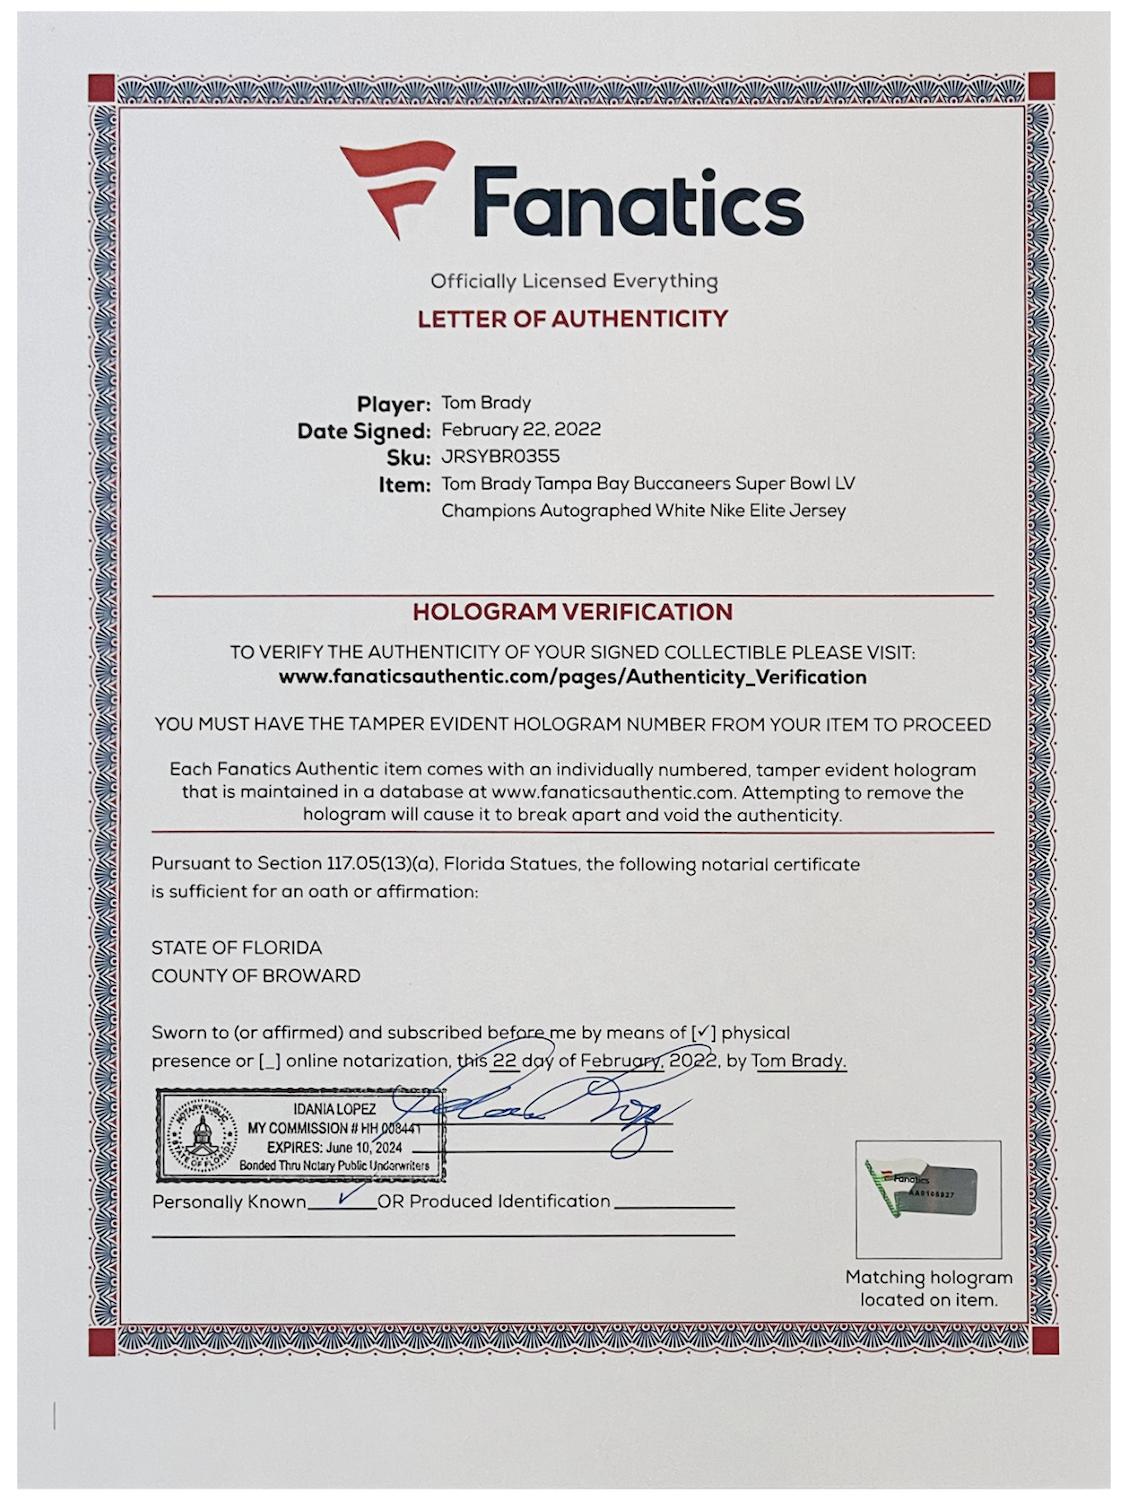 Fanatics
Officially Licensed Everything
LETTER OF AUTHENTICITY
Player: Tom Brady
Date Signed: February 22, 2022
Sku: JRSYBR0355
Item: Tom Brady Tampa Bay Buccaneers Super Bowl LV
Champions Autographed White Nike Elite Jersey
HOLOGRAM VERIFICATION
TO VERIFY THE AUTHENTICITY OF YOUR SIGNED COLLECTIBLE PLEASE VISIT:
www.fanaticsauthentic.com/pages/Authenticity_Verification
YOU MUST HAVE THE TAMPER EVIDENT HOLOGRAM NUMBER FROM YOUR ITEM TO PROCEED
Each Fanatics Authentic item comes with an individually numbered, tamper evident hologram
that is maintained in a database at www.fanaticsauthentic.com. Attempting to remove the
hologram will cause it to break apart and void the authenticity.
Pursuant to Section 117.05(13)(a), Florida Statues, the following notarial certificate
is sufficient for an oath or affirmation:
STATE OF FLORIDA
COUNTY OF BROWARD
Sworn to (or affirmed) and subscribed before me by means of [✓] physical
presence or [_] online notarization, this 22 day of February, 2022, by Tom Brady.
NOTARY PUBLIC
STATE OF FLORIDA
IDANIA LOPEZ
MY COMMISSION # HH 008441
EXPIRES: June 10, 2024
Bonded Thru Notary Public Underwriters
Personally Known ✓ OR Produced Identification
Fanatics
Matching hologram
located on item.